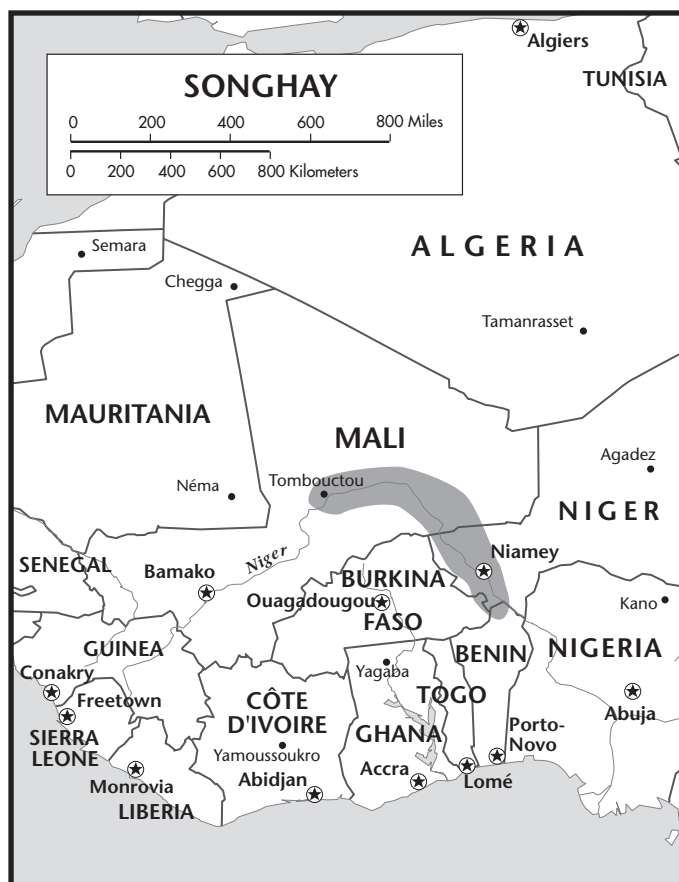 Algiers
TUNISIA
SONGHAY
0 200 400 600 800 Miles
0 200 400 600 800 Kilometers
Semara
ALGERIA
Chegga
Tamanrasset
MAURITANIA
MALI
Agadez
Néma
Tombouctou
NIGER
Niger
SENEGAL
Niamey
Bamako
BURKINA
FASO
Ouagadougou
Kano
GUINEA
BENIN
NIGERIA
Yagaba
Conakry
TOGO
Freetown
CÔTE
D'IVOIRE
Abuja
SIERRA
LEONE
GHANA
Porto-
Novo
Yamoussoukro
Accra
Lomé
Monrovia
Abidjan
LIBERIA